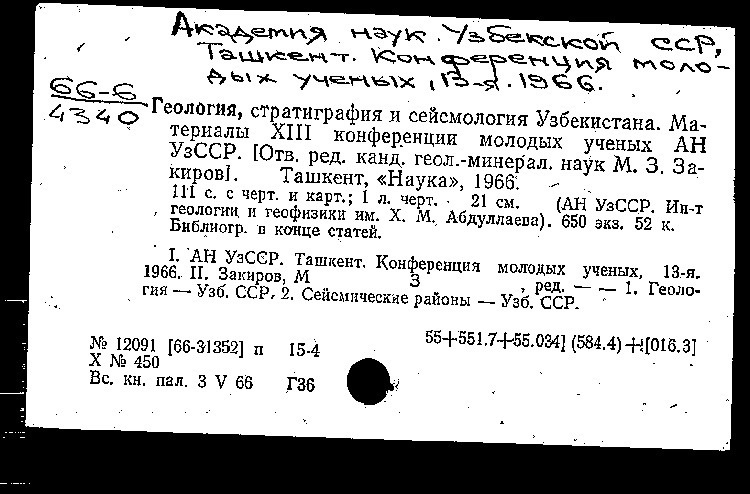 Академия наук Узбекской ССР,
Ташкент. Конференция моло-
дых ученых, 13-я. 1966.
66-6
4340
Геология, стратиграфия и сейсмология Узбекистана. Ма-
териалы XIII конференции молодых ученых АН
УзССР. [Отв. ред. канд. геол.-минерал. наук М. З. За-
киров]. Ташкент, «Наука», 1966.
111 с. с черт. и карт.; 1 л. черт. 21 см. (АН УзССР. Ин-т
геологии и геофизики им. Х. М. Абдуллаева). 650 экз. 52 к.
Библиогр. в конце статей.
I. АН УзССР. Ташкент. Конференция молодых ученых, 13-я.
1966. II. Закиров, М З , ред. — — 1. Геоло-
гия — Узб. ССР. 2. Сейсмические районы — Узб. ССР.
55+551.7+55.034] (584.4)+[016.3]
№ 12091 [66-31352] п 15-4
Х № 450
Вс. кн. пал. 3 V 66 Г36